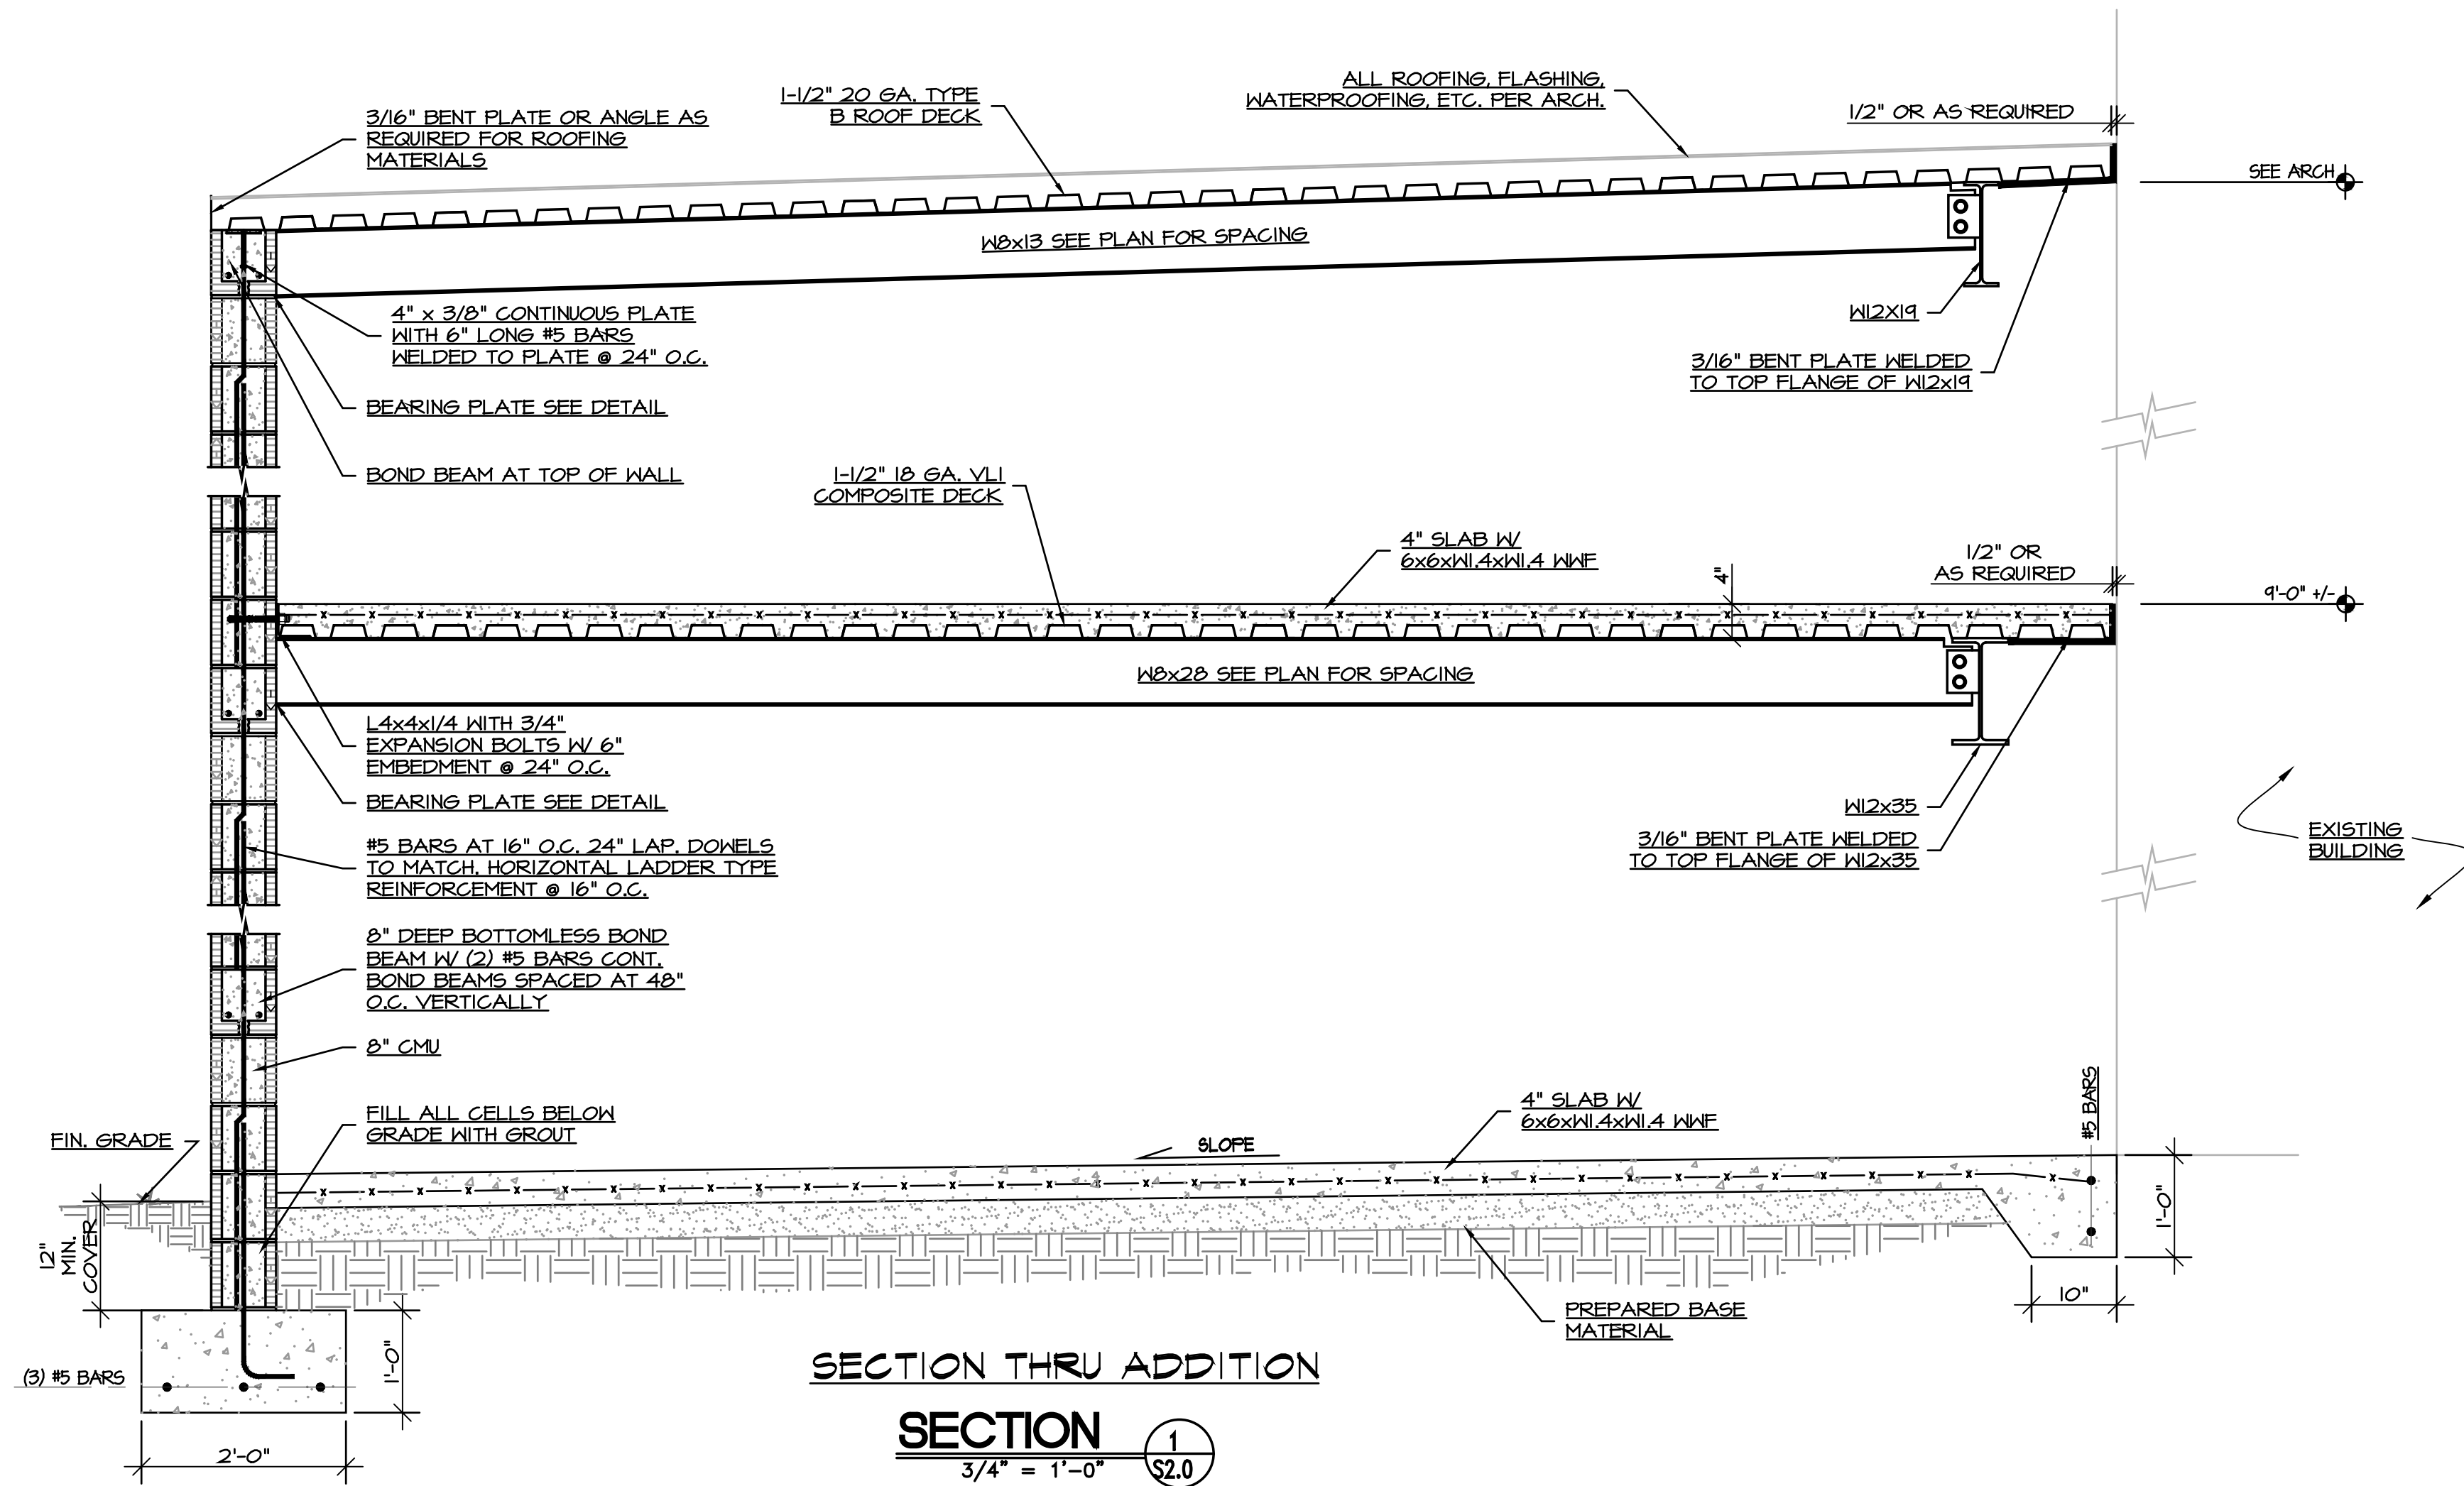 ALL ROOFING, FLASHING,
WATERPROOFING, ETC. PER ARCH.
1-1/2" 20 GA. TYPE
B ROOF DECK
3/16" BENT PLATE OR ANGLE AS
REQUIRED FOR ROOFING
MATERIALS
1/2" OR AS REQUIRED
SEE ARCH
W8x13 SEE PLAN FOR SPACING
4" x 3/8" CONTINUOUS PLATE
WITH 6" LONG #5 BARS
WELDED TO PLATE @ 24" O.C.
W12X19
3/16" BENT PLATE WELDED
TO TOP FLANGE OF W12x19
BEARING PLATE SEE DETAIL
BOND BEAM AT TOP OF WALL
1-1/2" 18 GA. VLI
COMPOSITE DECK
4" SLAB W/
6x6xW1.4xW1.4 WWF
4"
1/2" OR
AS REQUIRED
9'-0" +/-
W8x28 SEE PLAN FOR SPACING
L4x4x1/4 WITH 3/4"
EXPANSION BOLTS W/ 6"
EMBEDMENT @ 24" O.C.
BEARING PLATE SEE DETAIL
W12x35
3/16" BENT PLATE WELDED
TO TOP FLANGE OF W12x35
EXISTING
BUILDING
#5 BARS AT 16" O.C. 24" LAP. DOWELS
TO MATCH. HORIZONTAL LADDER TYPE
REINFORCEMENT @ 16" O.C.
8" DEEP BOTTOMLESS BOND
BEAM W/ (2) #5 BARS CONT.
BOND BEAMS SPACED AT 48"
O.C. VERTICALLY
8" CMU
FILL ALL CELLS BELOW
GRADE WITH GROUT
FIN. GRADE
SLOPE
4" SLAB W/
6x6xW1.4xW1.4 WWF
#5 BARS
1'-0"
12"
MIN.
COVER
10"
PREPARED BASE
MATERIAL
1'-0"
(3) #5 BARS
2'-0"
SECTION THRU ADDITION
SECTION
1
S2.0
3/4" = 1'-0"